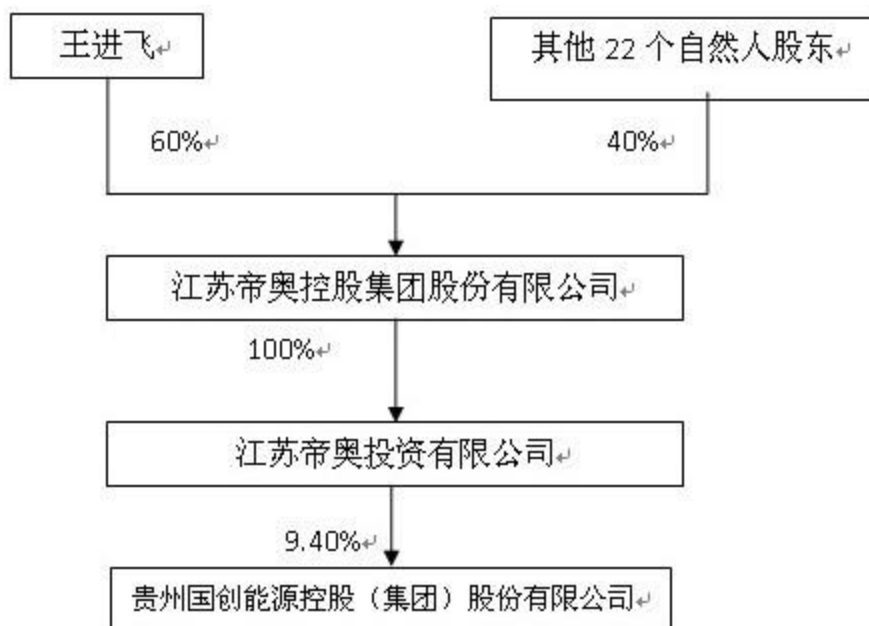 王进飞
其他 22 个自然人股东
60%
40%
江苏帝奥控股集团股份有限公司
100%
江苏帝奥投资有限公司
9.40%
贵州国创能源控股（集团）股份有限公司